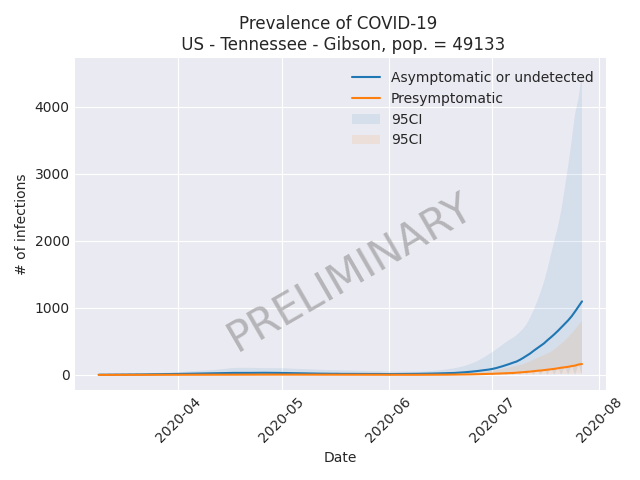 Prevalence of COVID-19
US - Tennessee - Gibson, pop. = 49133
Asymptomatic or undetected
Presymptomatic
95CI
95CI
4000
3000
2000
1000
0
# of infections
PRELIMINARY
2020-04
2020-05
2020-06
2020-07
2020-08
Date